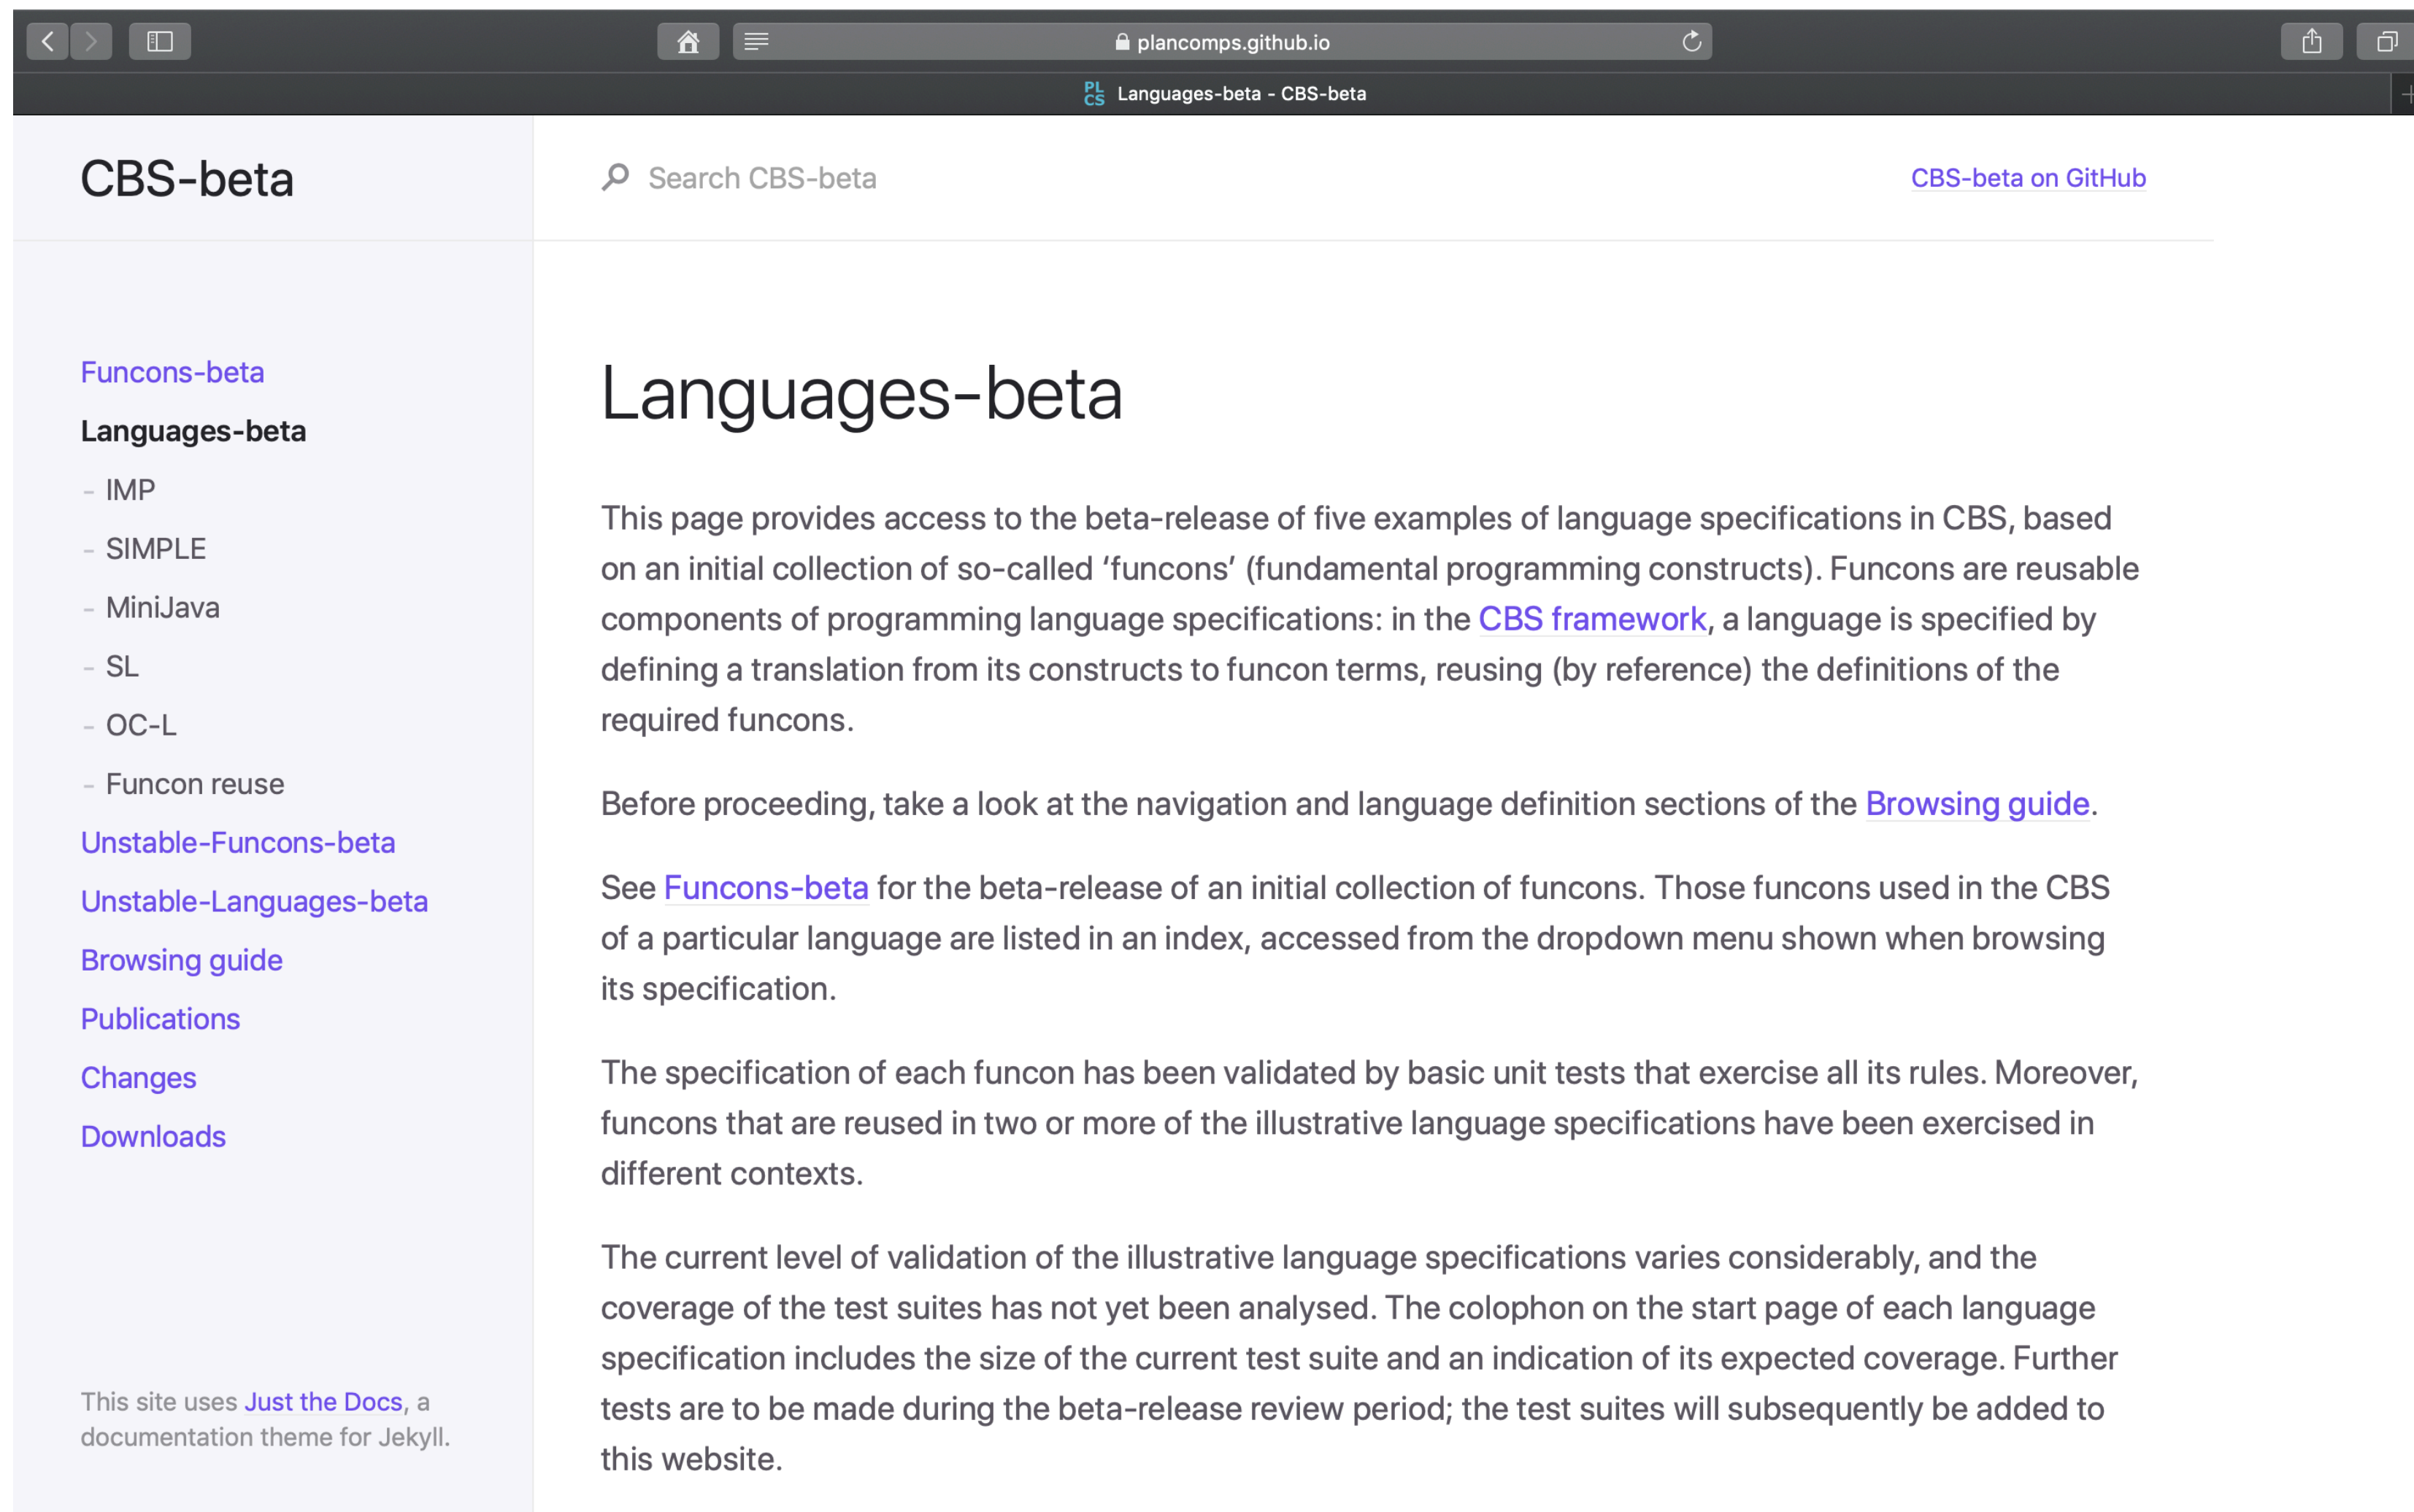 plancomps.github.io
PL
CS
Languages-beta - CBS-beta
CBS-beta
Search CBS-beta
CBS-beta on GitHub
Funcons-beta
Languages-beta
- IMP
- SIMPLE
- MiniJava
- SL
- OC-L
- Funcon reuse
Unstable-Funcons-beta
Unstable-Languages-beta
Browsing guide
Publications
Changes
Downloads
This site uses Just the Docs, a
documentation theme for Jekyll.
Languages-beta
This page provides access to the beta-release of five examples of language specifications in CBS, based
on an initial collection of so-called ‘funcons’ (fundamental programming constructs). Funcons are reusable
components of programming language specifications: in the CBS framework, a language is specified by
defining a translation from its constructs to funcon terms, reusing (by reference) the definitions of the
required funcons.
Before proceeding, take a look at the navigation and language definition sections of the Browsing guide.
See Funcons-beta for the beta-release of an initial collection of funcons. Those funcons used in the CBS
of a particular language are listed in an index, accessed from the dropdown menu shown when browsing
its specification.
The specification of each funcon has been validated by basic unit tests that exercise all its rules. Moreover,
funcons that are reused in two or more of the illustrative language specifications have been exercised in
different contexts.
The current level of validation of the illustrative language specifications varies considerably, and the
coverage of the test suites has not yet been analysed. The colophon on the start page of each language
specification includes the size of the current test suite and an indication of its expected coverage. Further
tests are to be made during the beta-release review period; the test suites will subsequently be added to
this website.